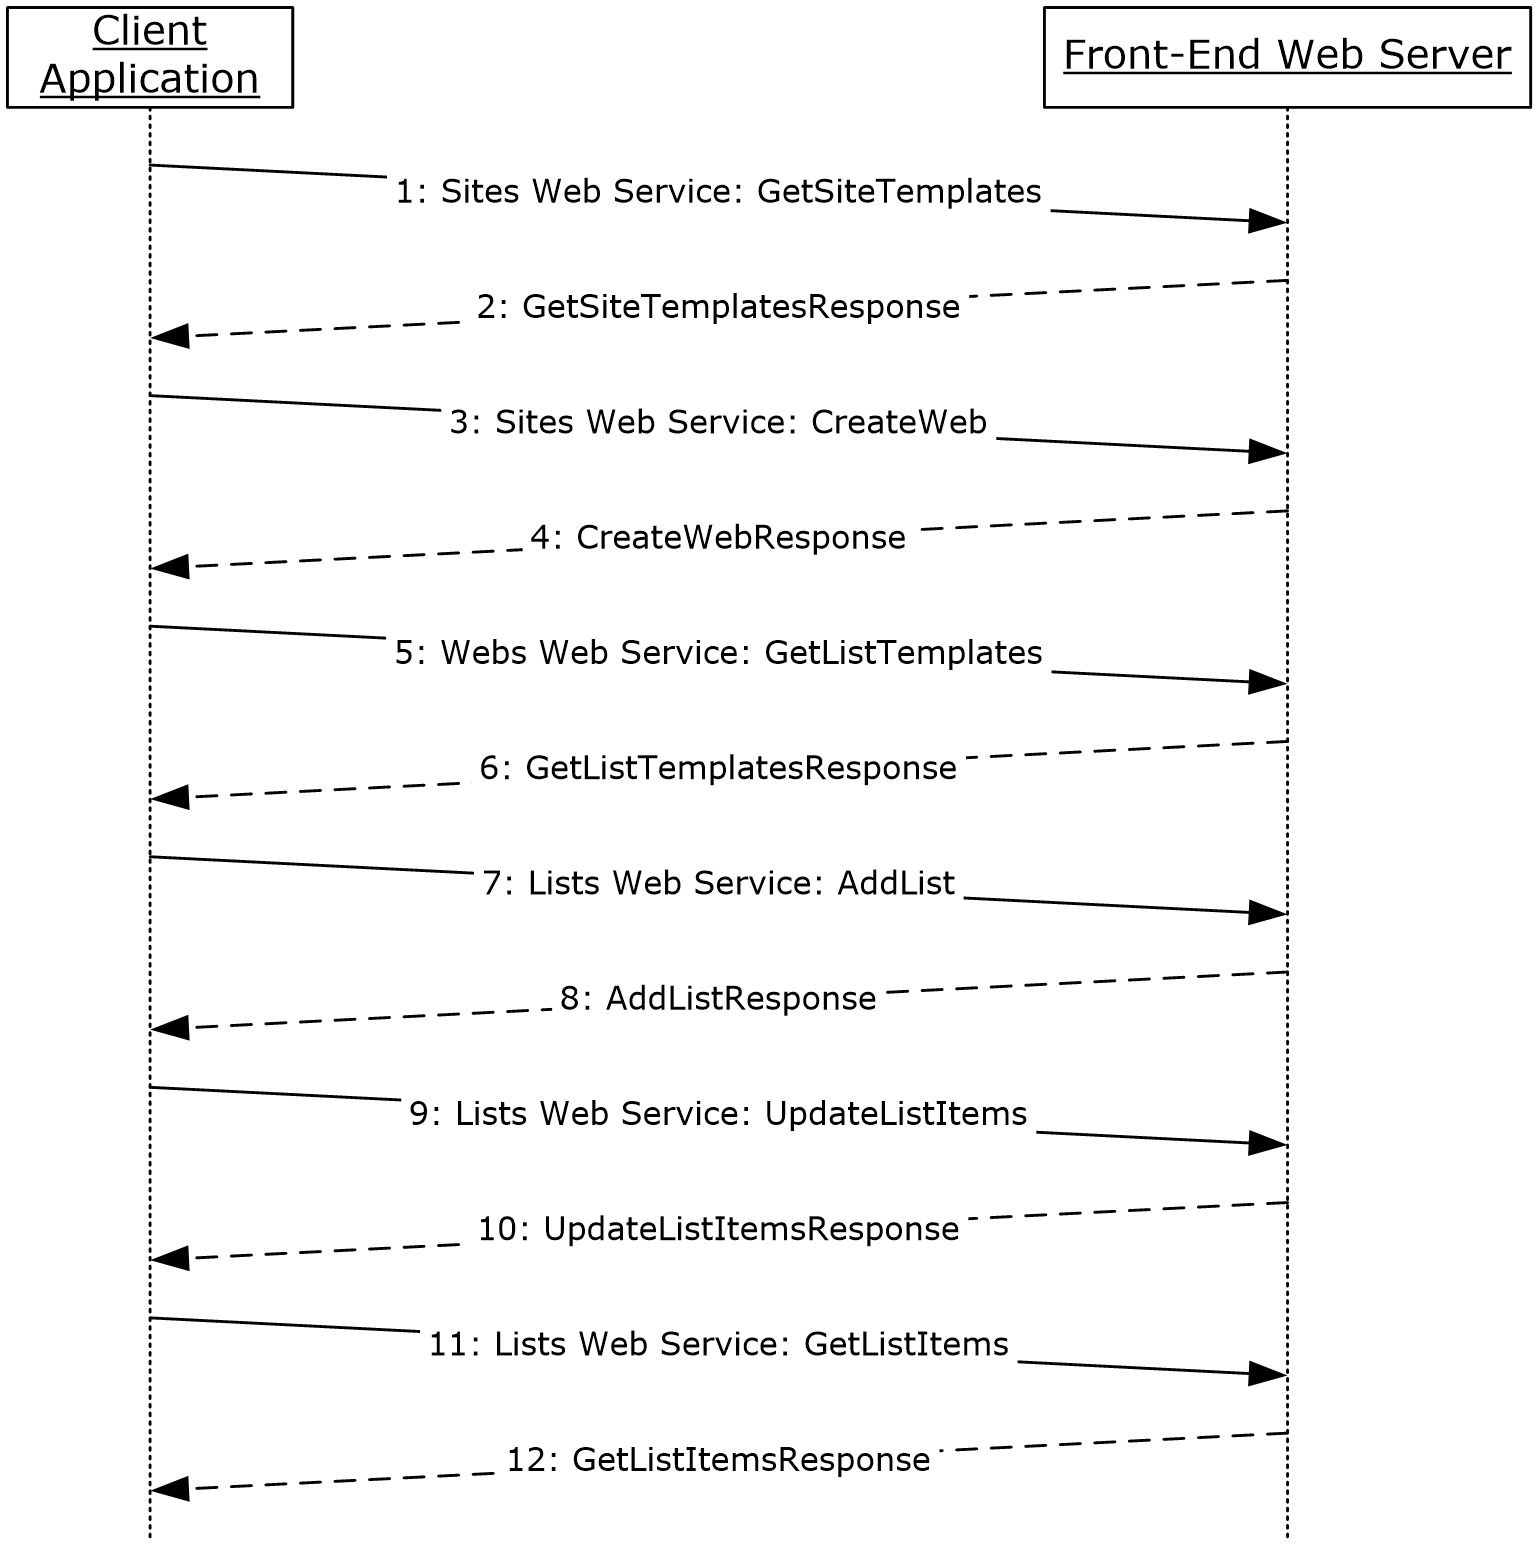 Client
Application
Front-End Web Server
1: Sites Web Service: GetSiteTemplates
2: GetSiteTemplatesResponse
3: Sites Web Service: CreateWeb
4: CreateWebResponse
5: Webs Web Service: GetListTemplates
6: GetListTemplatesResponse
7: Lists Web Service: AddList
8: AddListResponse
9: Lists Web Service: UpdateListItems
10: UpdateListItemsResponse
11: Lists Web Service: GetListItems
12: GetListItemsResponse